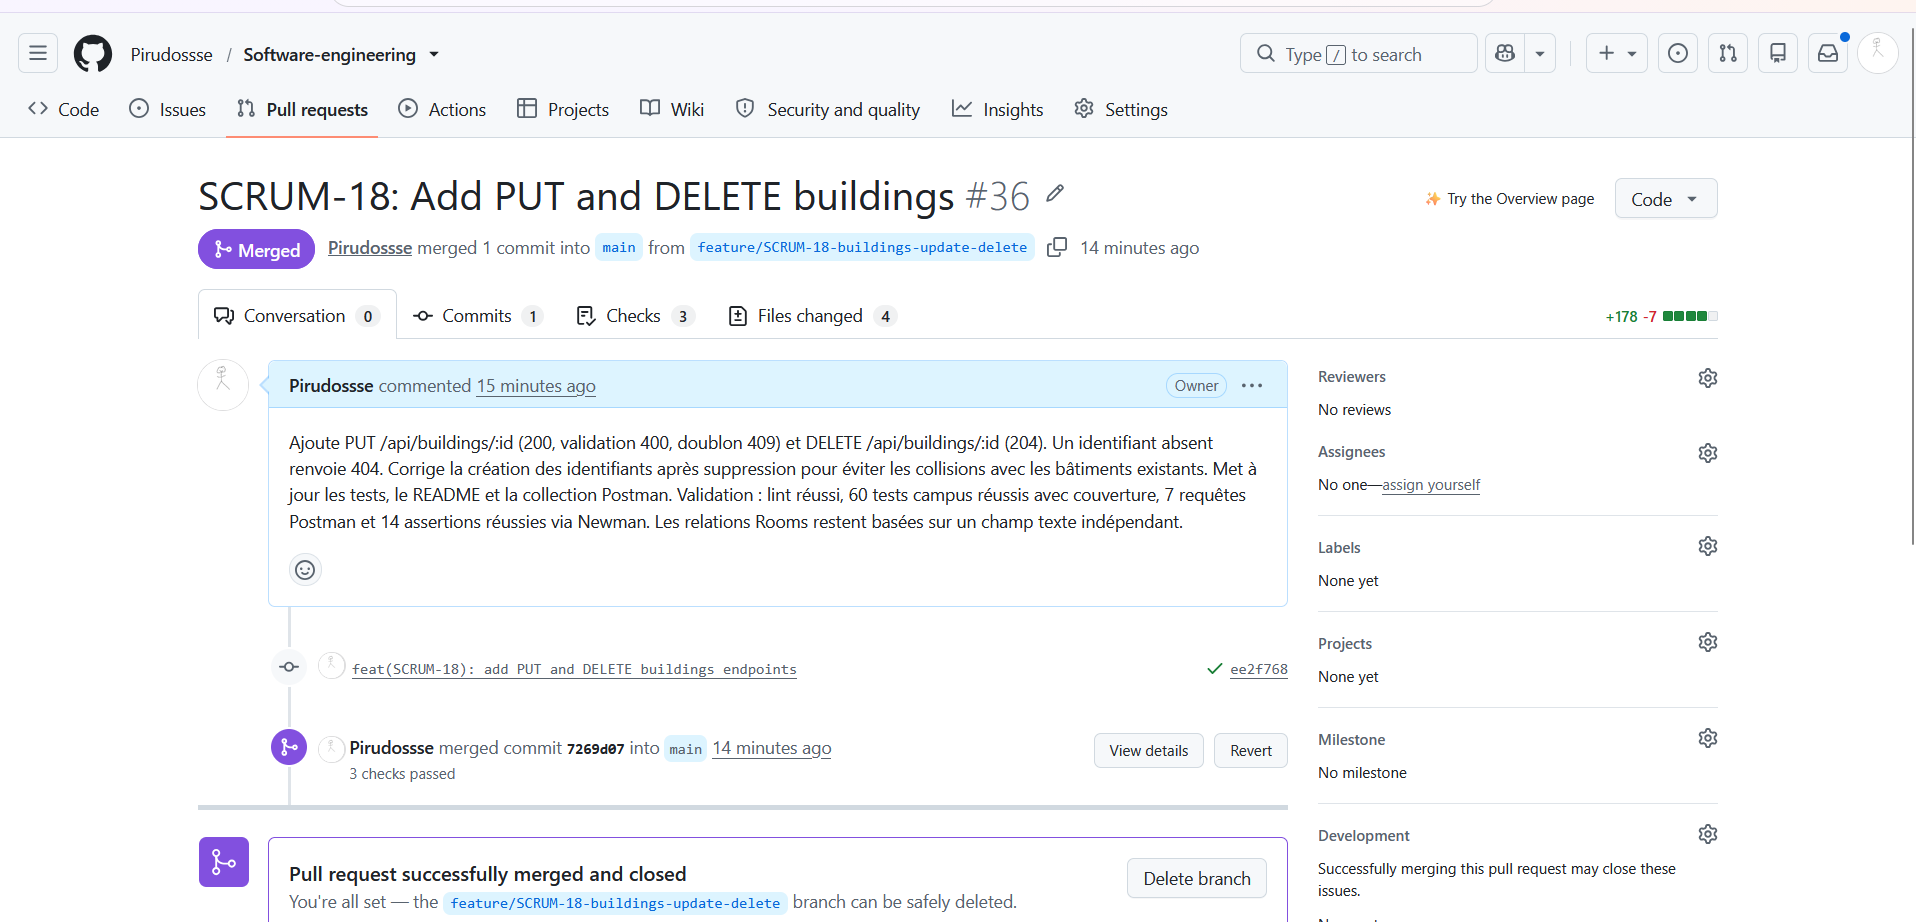 Pirudossse / Software-engineering
Type / to search
Code
Issues
Pull requests
Actions
Projects
Wiki
Security and quality
Insights
Settings
SCRUM-18: Add PUT and DELETE buildings #36
Try the Overview page
Code
Merged
Pirudossse merged 1 commit into main from feature/SCRUM-18-buildings-update-delete 14 minutes ago
Conversation 0
Commits 1
Checks 3
Files changed 4
+178 -7
Pirudossse commented 15 minutes ago
Owner
Ajoute PUT /api/buildings/:id (200, validation 400, doublon 409) et DELETE /api/buildings/:id (204). Un identifiant absent
renvoie 404. Corrige la création des identifiants après suppression pour éviter les collisions avec les bâtiments existants. Met à
jour les tests, le README et la collection Postman. Validation : lint réussi, 60 tests campus réussis avec couverture, 7 requêtes
Postman et 14 assertions réussies via Newman. Les relations Rooms restent basées sur un champ texte indépendant.
feat(SCRUM-18): add PUT and DELETE buildings endpoints
ee2f768
Pirudossse merged commit 7269d07 into main 14 minutes ago
3 checks passed
View details
Revert
Pull request successfully merged and closed
You're all set — the feature/SCRUM-18-buildings-update-delete branch can be safely deleted.
Delete branch
Reviewers
No reviews
Assignees
No one—assign yourself
Labels
None yet
Projects
None yet
Milestone
No milestone
Development
Successfully merging this pull request may close these
issues.